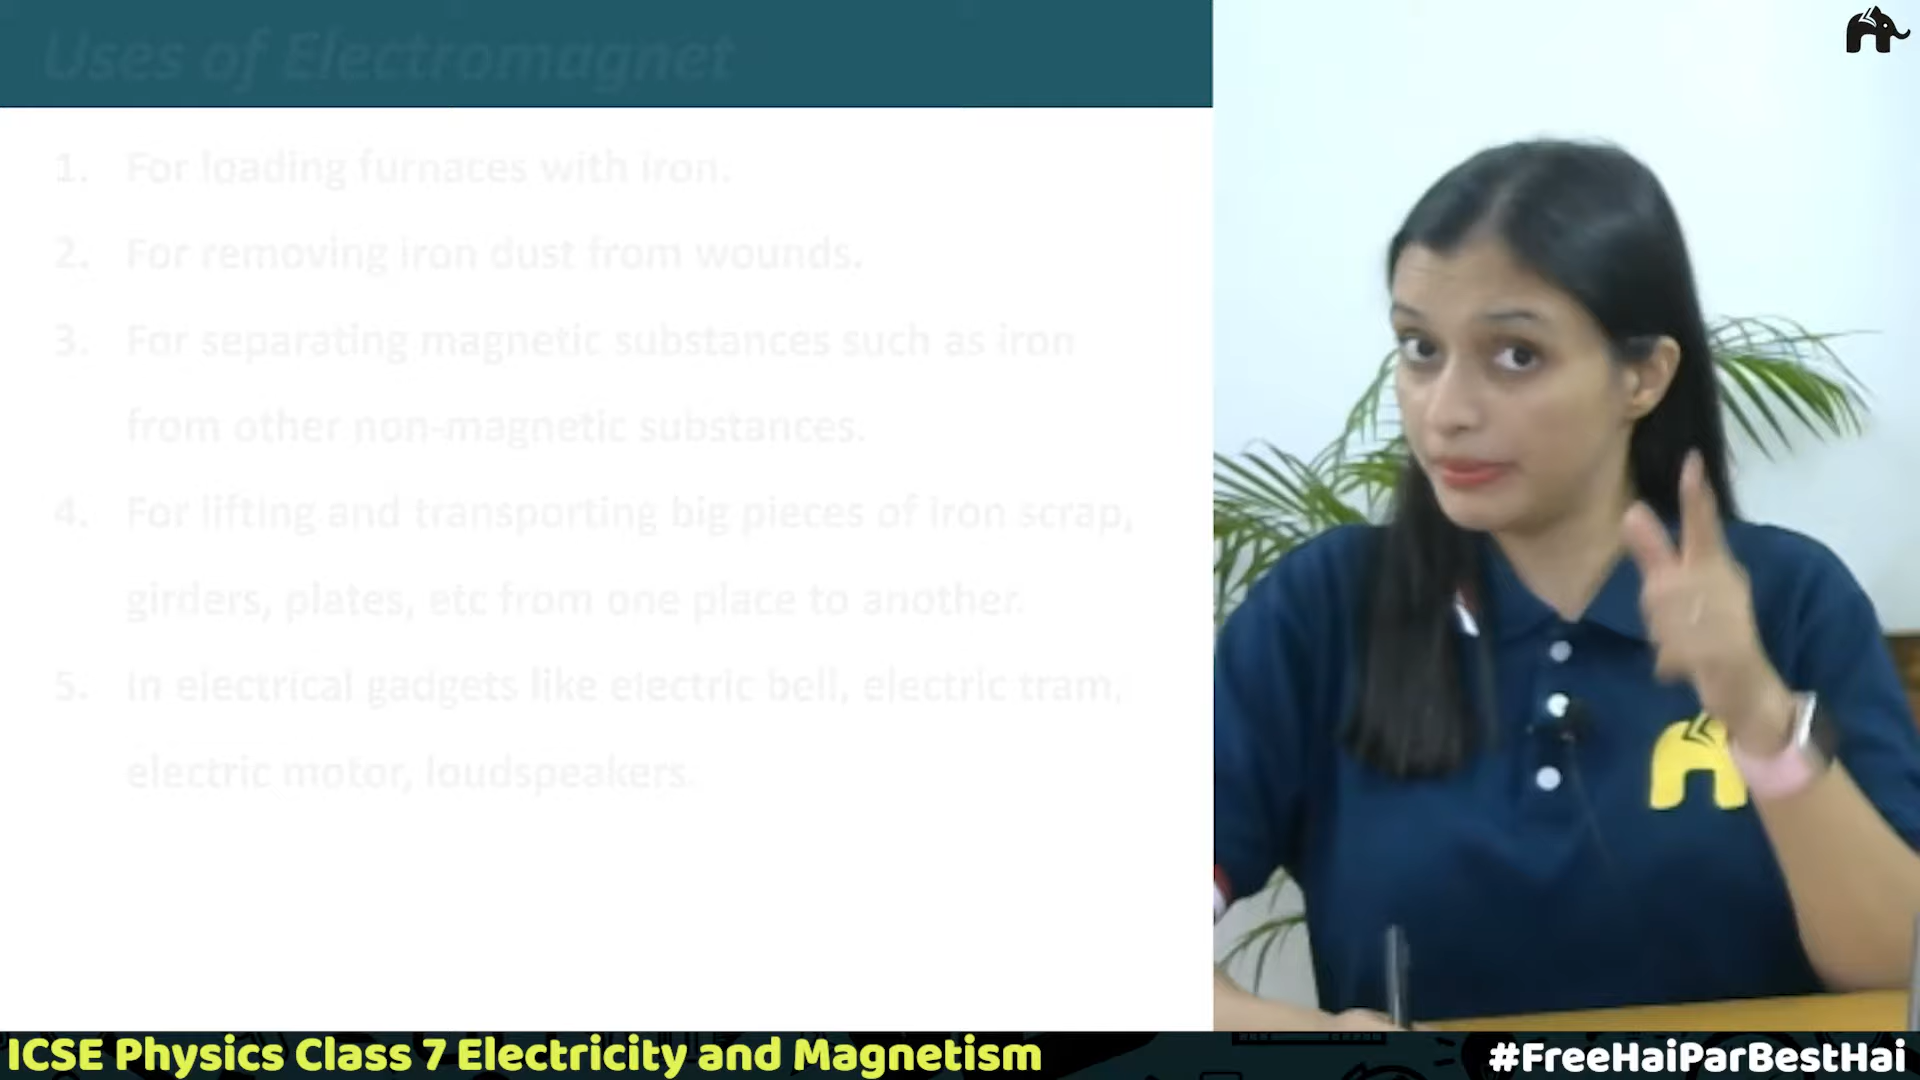 Uses of Electromagnet
1. For loading furnaces with iron.
2. For removing iron dust from wounds.
3. For separating magnetic substances such as iron
from other non-magnetic substances.
4. For lifting and transporting big pieces of iron scrap,
girders, plates, etc from one place to another.
5. In electrical gadgets like electric bell, electric tram,
electric motor, loudspeakers.
ICSE Physics Class 7 Electricity and Magnetism
#FreeHaiParBestHai